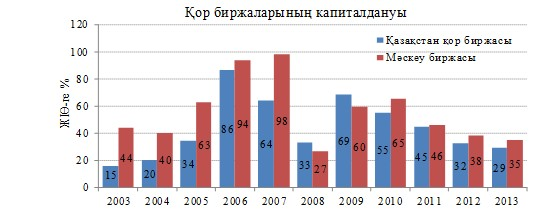 Қор биржаларының капиталдануы
ЖІӨ-ге %
120
100
80
60
40
20
0
Қазақстан қор биржасы
Мәскеу биржасы
15 44 20 40 34 63 86 94 64 98 33 27 69 60 55 65 45 46 32 38 29 35
2003 2004 2005 2006 2007 2008 2009 2010 2011 2012 2013